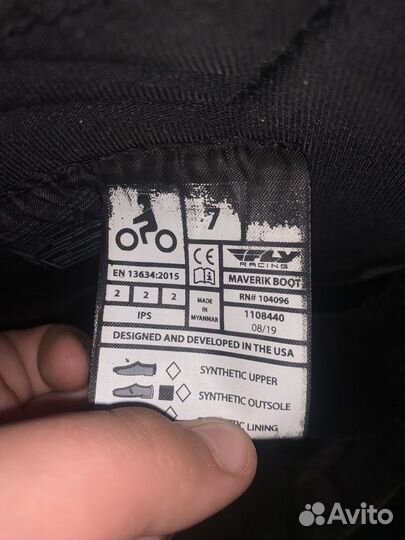 7
EN 13634:2015
2 2 2
IPS
CE
i
MADE
IN
MYANMAR
FLY
RACING
MAVERIK BOOT
RN# 104096
1108440
08/19
DESIGNED AND DEVELOPED IN THE USA
SYNTHETIC UPPER
SYNTHETIC OUTSOLE
LINING
Avito